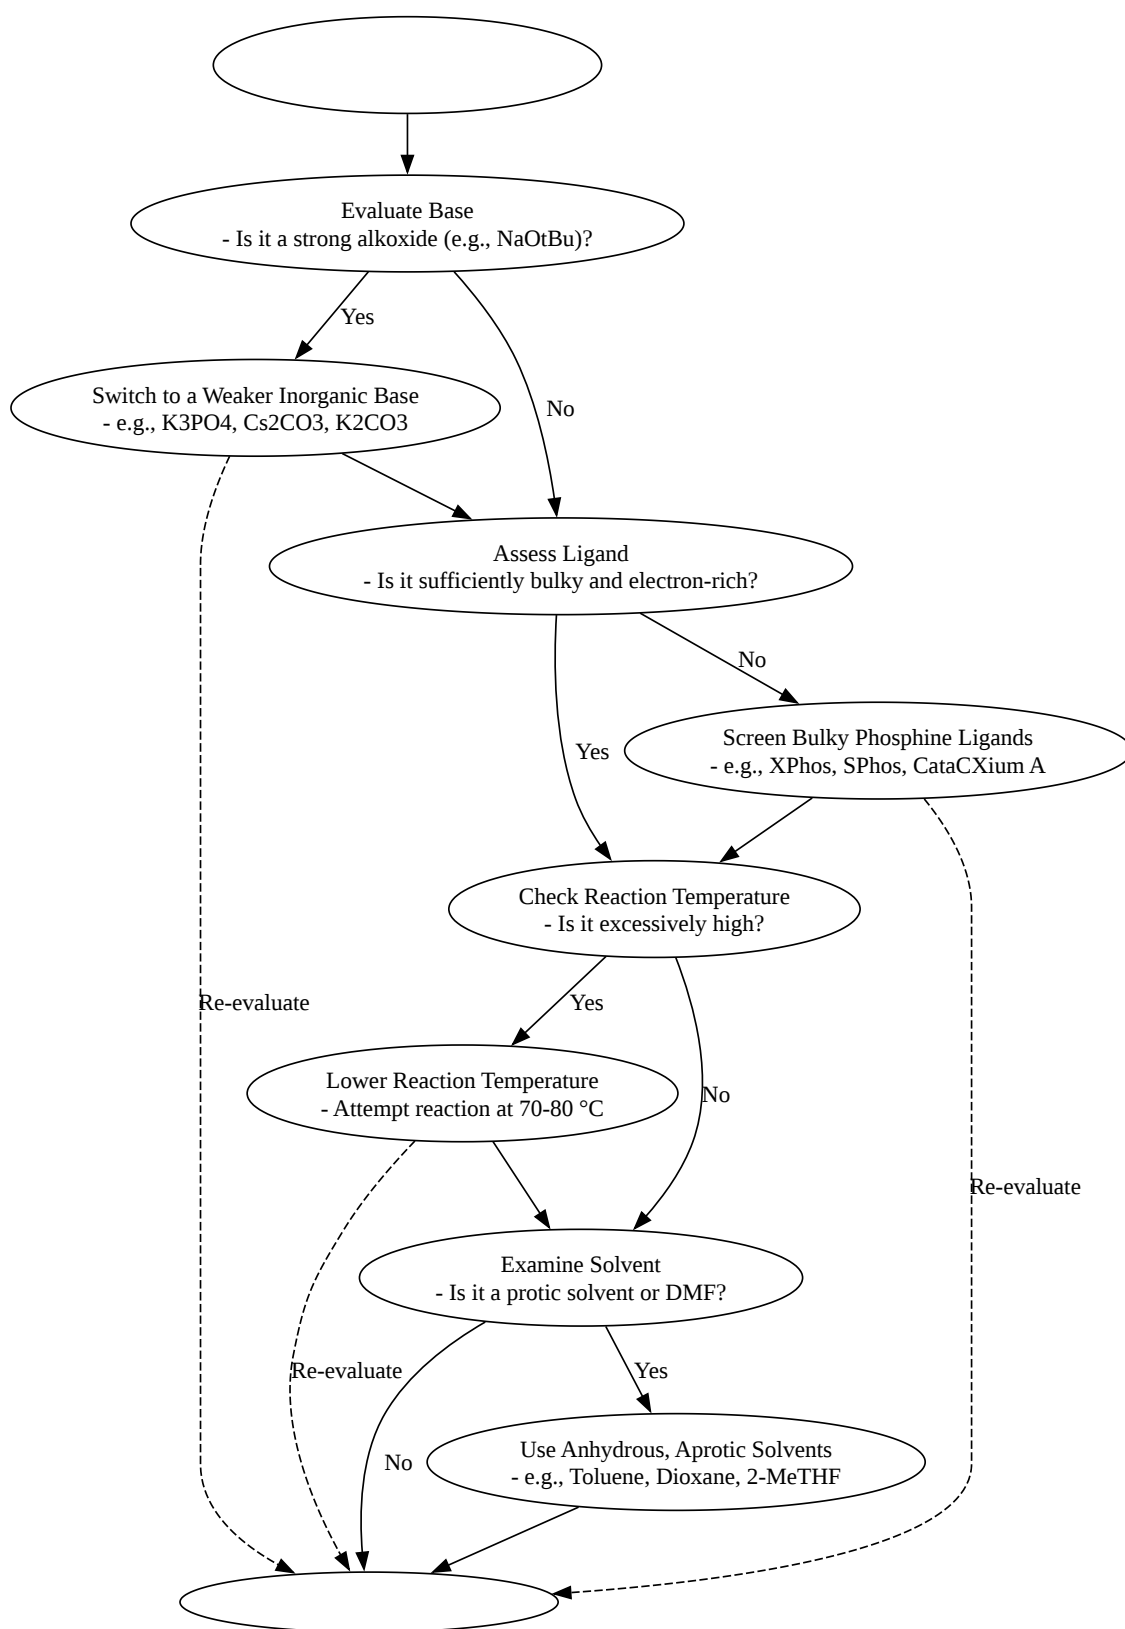 Evaluate Base
- Is it a strong alkoxide (e.g., NaOtBu)?
Yes
Switch to a Weaker Inorganic Base
- e.g., K3PO4, Cs2CO3, K2CO3
No
Assess Ligand
- Is it sufficiently bulky and electron-rich?
No
Screen Bulky Phosphine Ligands
- e.g., XPhos, SPhos, CataCXium A
Yes
Check Reaction Temperature
- Is it excessively high?
Re-evaluate
Yes
Lower Reaction Temperature
- Attempt reaction at 70-80 °C
No
Re-evaluate
Examine Solvent
- Is it a protic solvent or DMF?
Re-evaluate
Yes
No
Use Anhydrous, Aprotic Solvents
- e.g., Toluene, Dioxane, 2-MeTHF